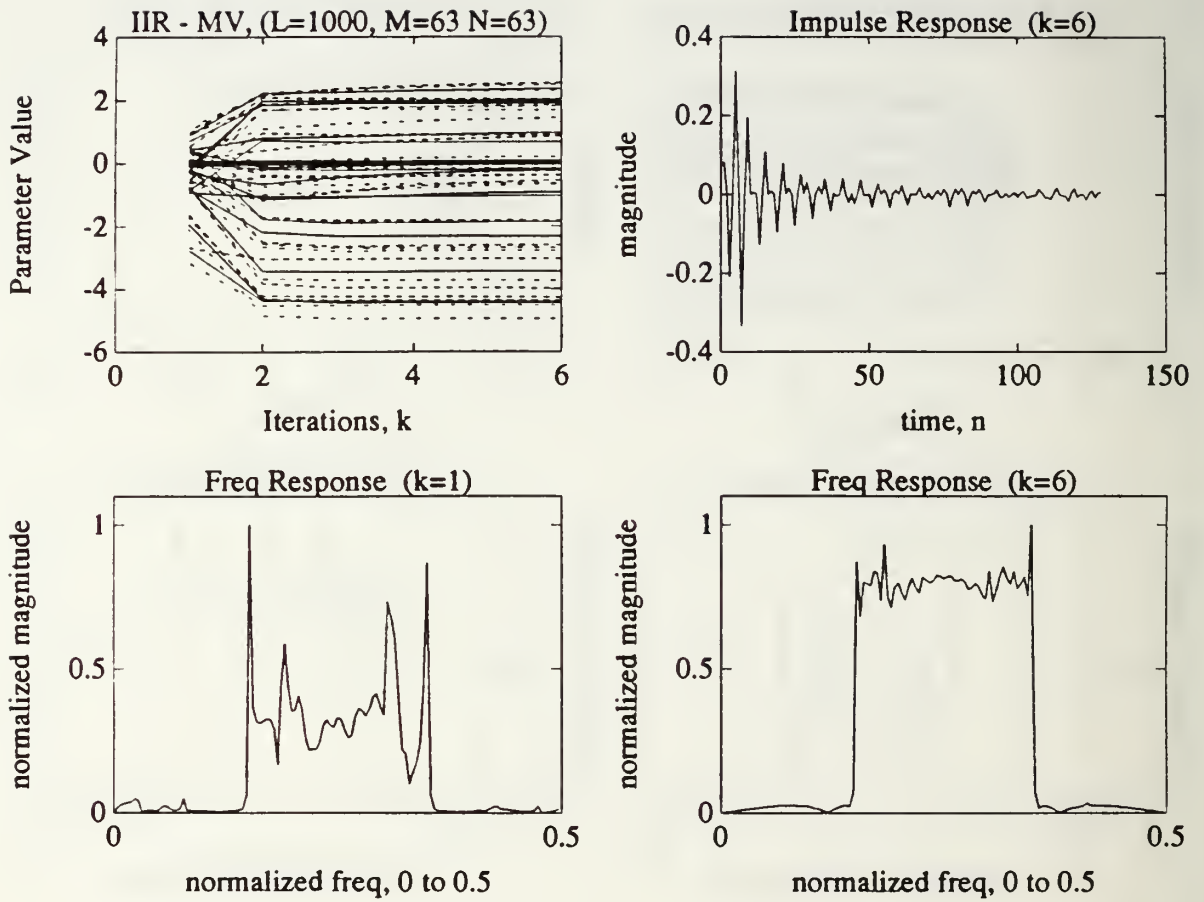 IIR - MV, (L=1000, M=63 N=63)
4
2
0
-2
-4
-6
Parameter Value
0
2
4
6
Iterations, k
Impulse Response (k=6)
0.4
0.2
0
-0.2
-0.4
magnitude
0
50
100
150
time, n
Freq Response (k=1)
1
0.5
0
normalized magnitude
0
0.5
normalized freq, 0 to 0.5
Freq Response (k=6)
1
0.5
0
normalized magnitude
0
0.5
normalized freq, 0 to 0.5